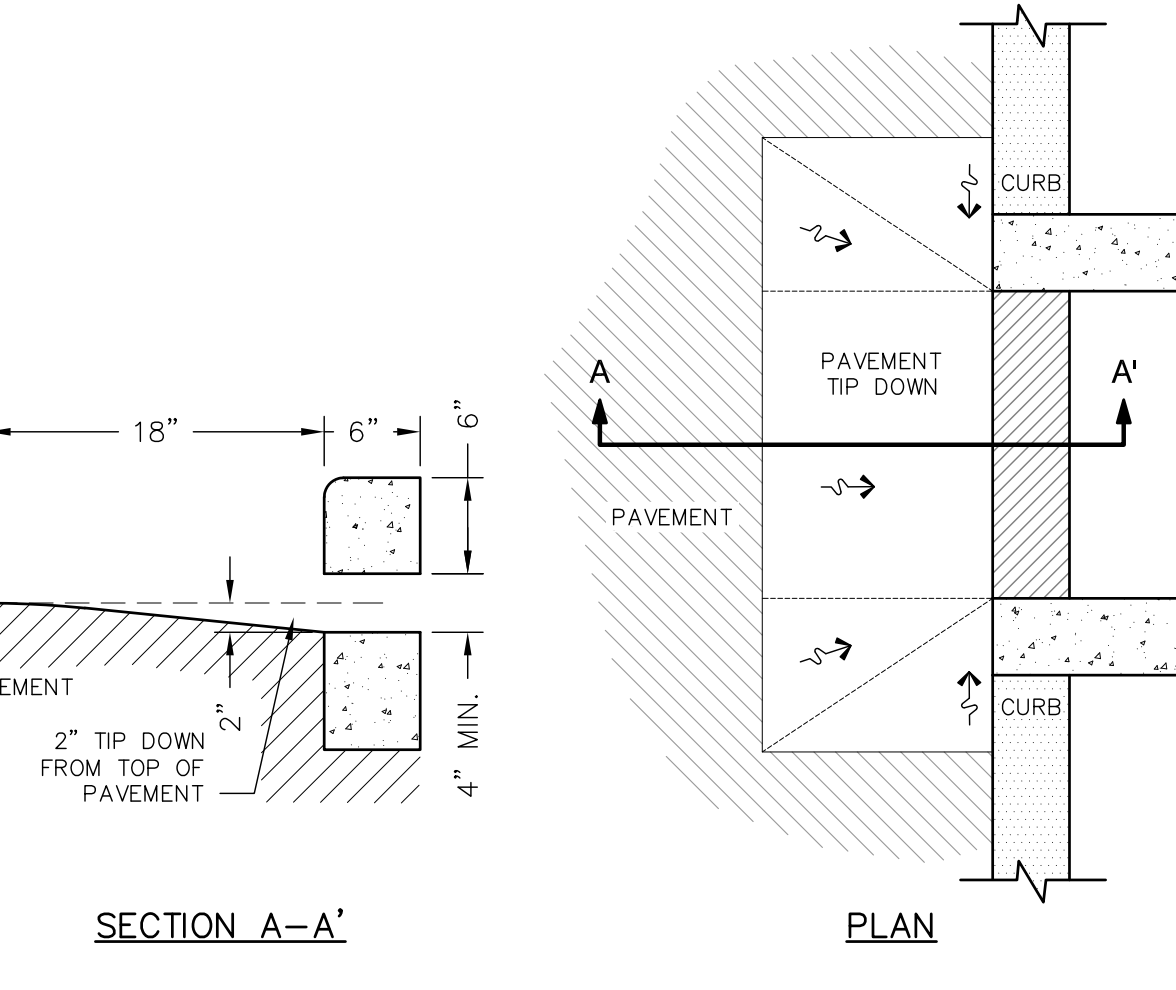 18”
6”
6”
EMENT
2”
2” TIP DOWN
FROM TOP OF
PAVEMENT
4” MIN.
SECTION A–A’
CURB
PAVEMENT
TIP DOWN
A
A'
PAVEMENT
CURB
PLAN